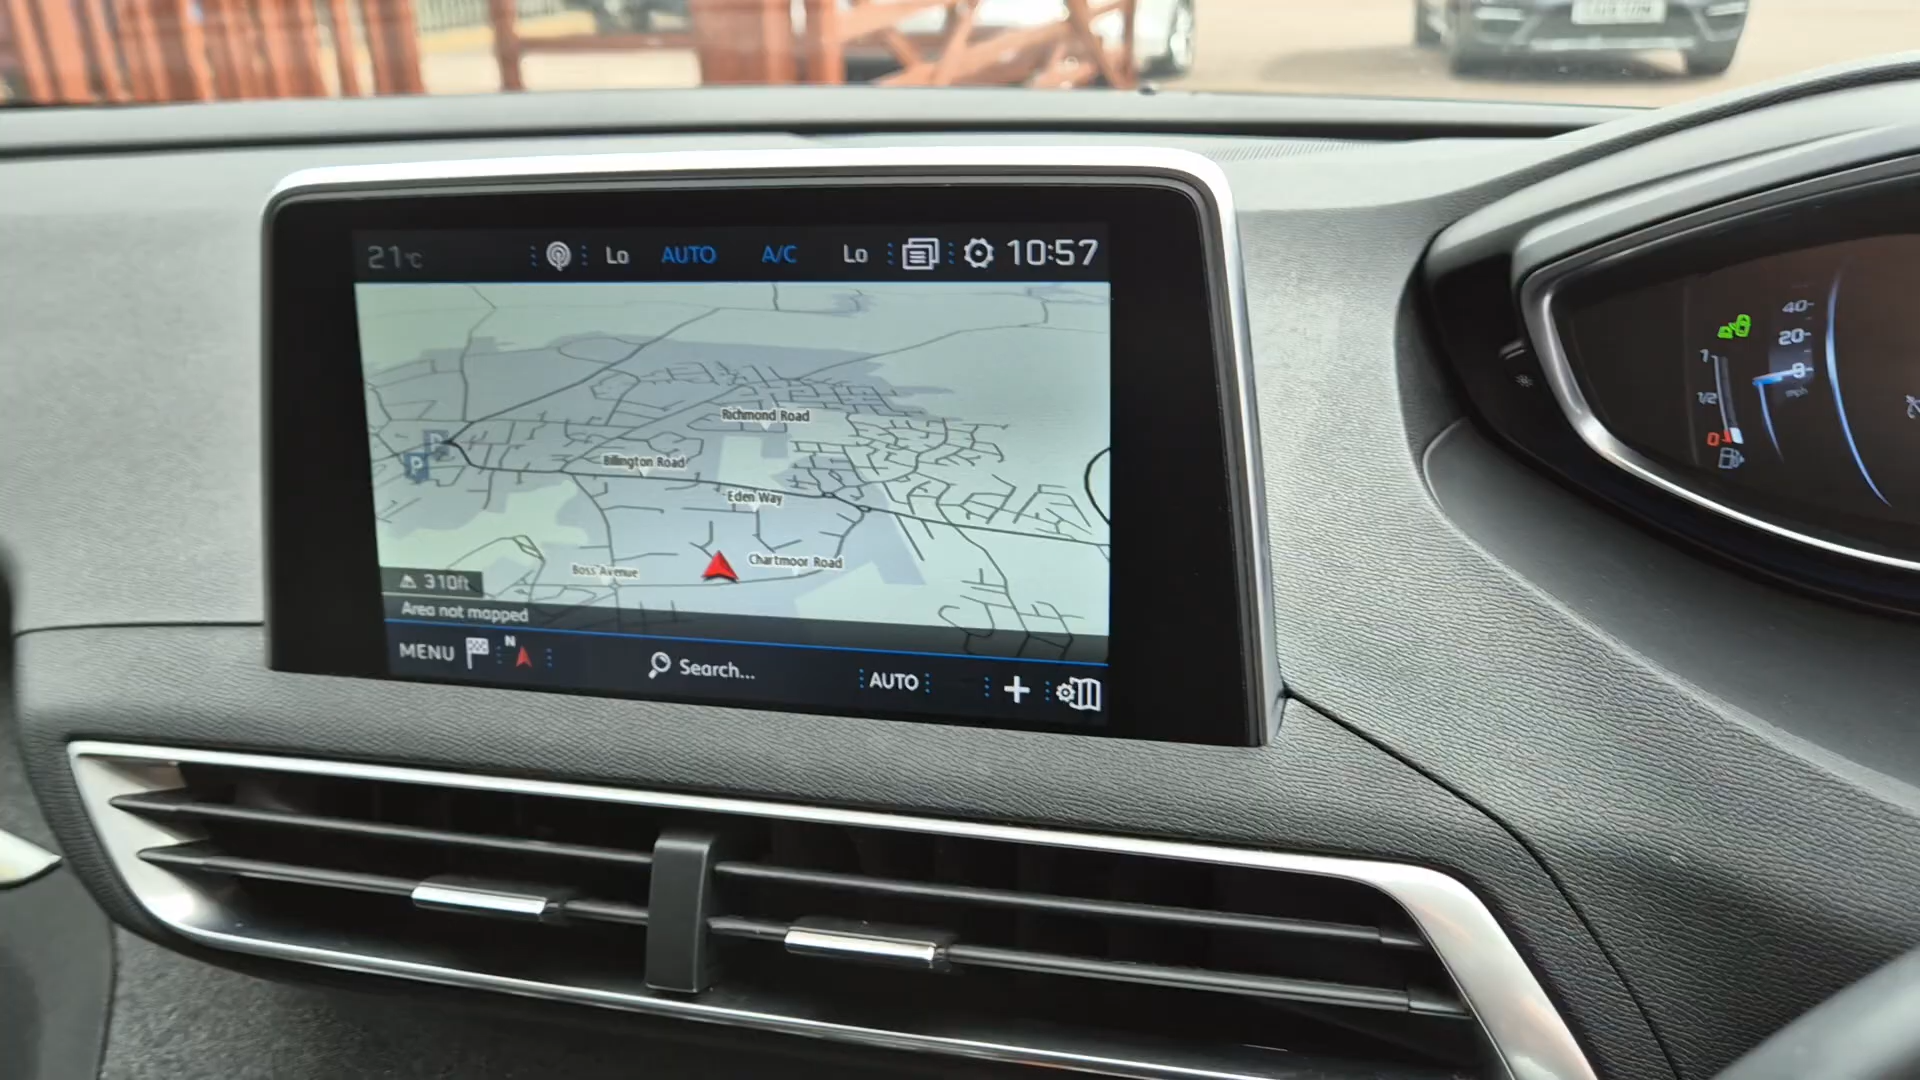 21°C Lo AUTO A/C Lo 10:57
Richmond Road
Billington Road
Eden Way
Chartmoor Road
Boss Avenue
P
P
310ft
Area not mapped
MENU N Search... AUTO +
40
20
0
mph
1
1/2
0